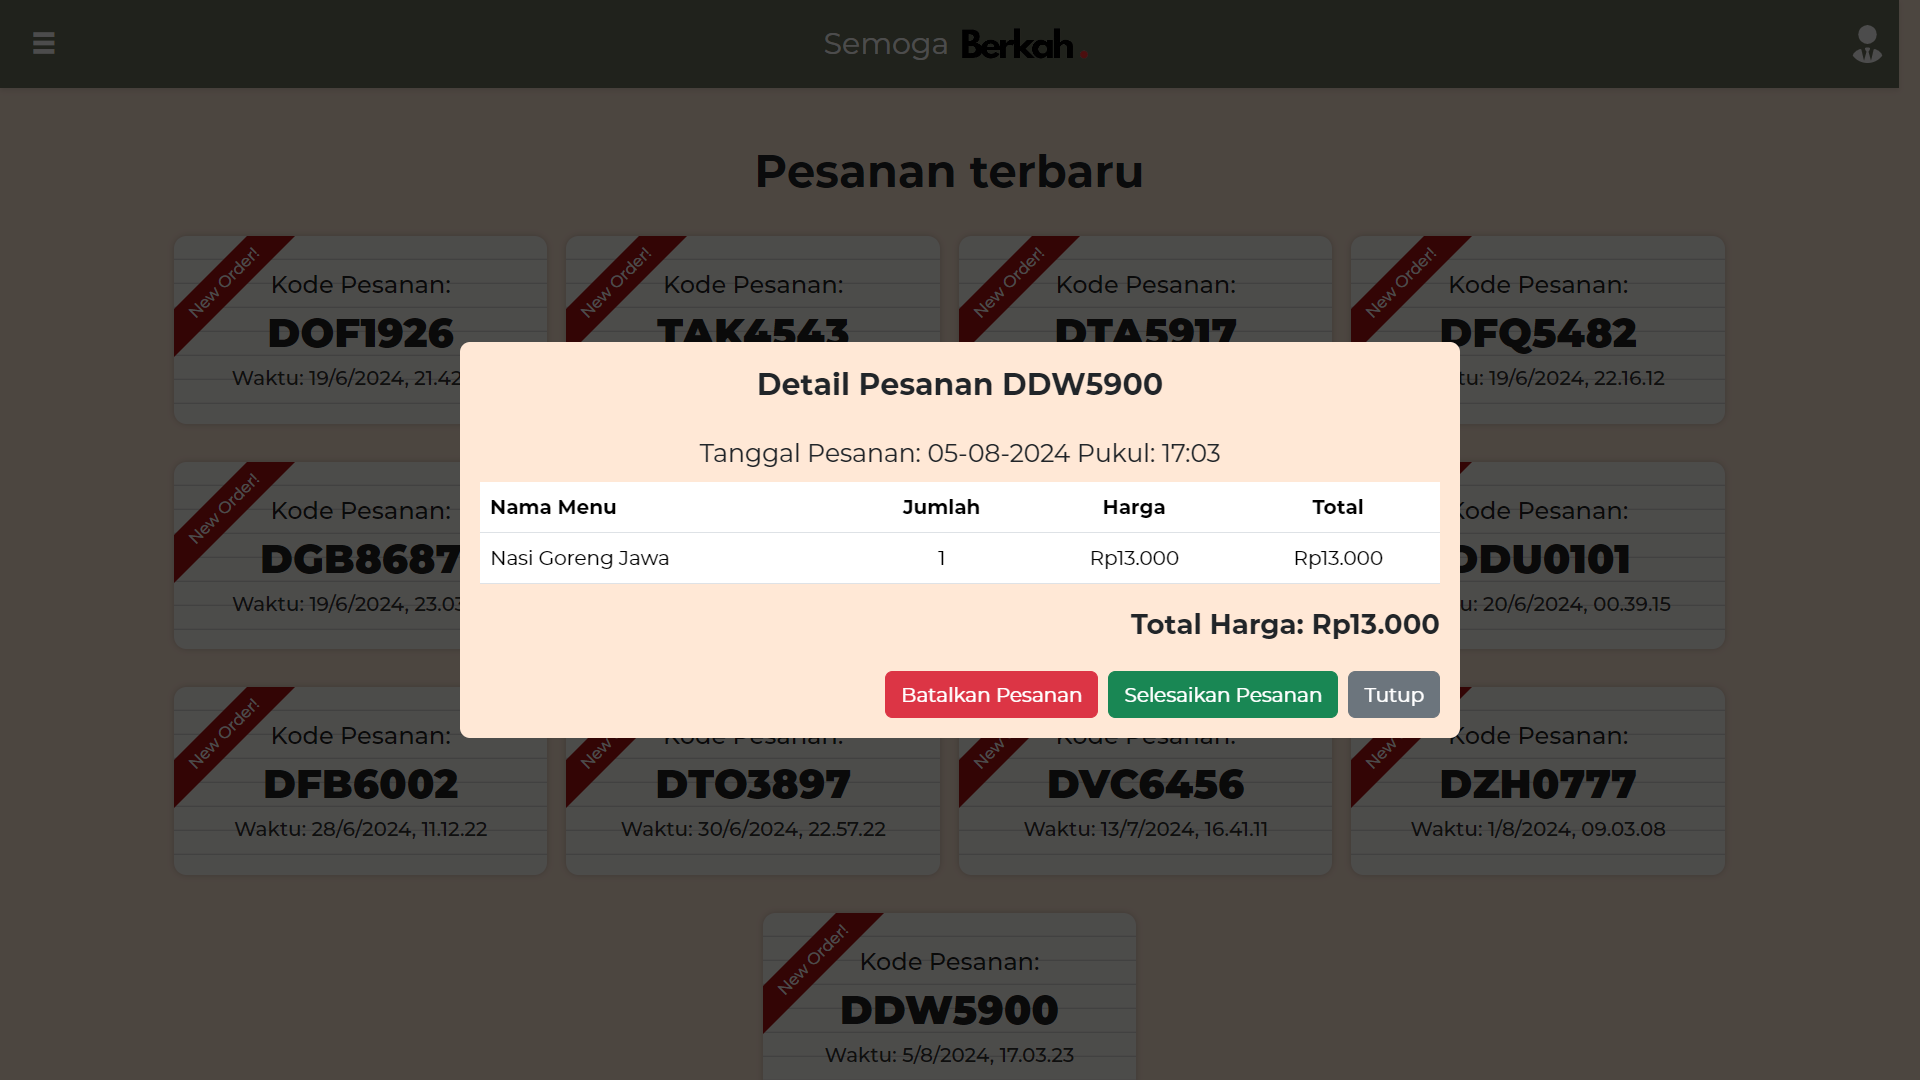 Semoga Berkah.
Pesanan terbaru
New Order!
Kode Pesanan:
DOF1926
Waktu: 19/6/2024, 21.42
New Order!
Kode Pesanan:
TAK4543
New Order!
Kode Pesanan:
DTA5917
New Order!
Kode Pesanan:
DFQ5482
tu: 19/6/2024, 22.16.12
Detail Pesanan DDW5900
Tanggal Pesanan: 05-08-2024 Pukul: 17:03
Nama Menu Jumlah Harga Total
Nasi Goreng Jawa 1 Rp13.000 Rp13.000
Total Harga: Rp13.000
Batalkan Pesanan Selesaikan Pesanan Tutup
New Order!
Kode Pesanan:
DGB8687
Waktu: 19/6/2024, 23.03
Kode Pesanan:
DDU0101
u: 20/6/2024, 00.39.15
New Order!
Kode Pesanan:
DFB6002
Waktu: 28/6/2024, 11.12.22
New
Kode Pesanan:
DTO3897
Waktu: 30/6/2024, 22.57.22
New
Kode Pesanan:
DVC6456
Waktu: 13/7/2024, 16.41.11
New
Kode Pesanan:
DZH0777
Waktu: 1/8/2024, 09.03.08
New Order!
Kode Pesanan:
DDW5900
Waktu: 5/8/2024, 17.03.23